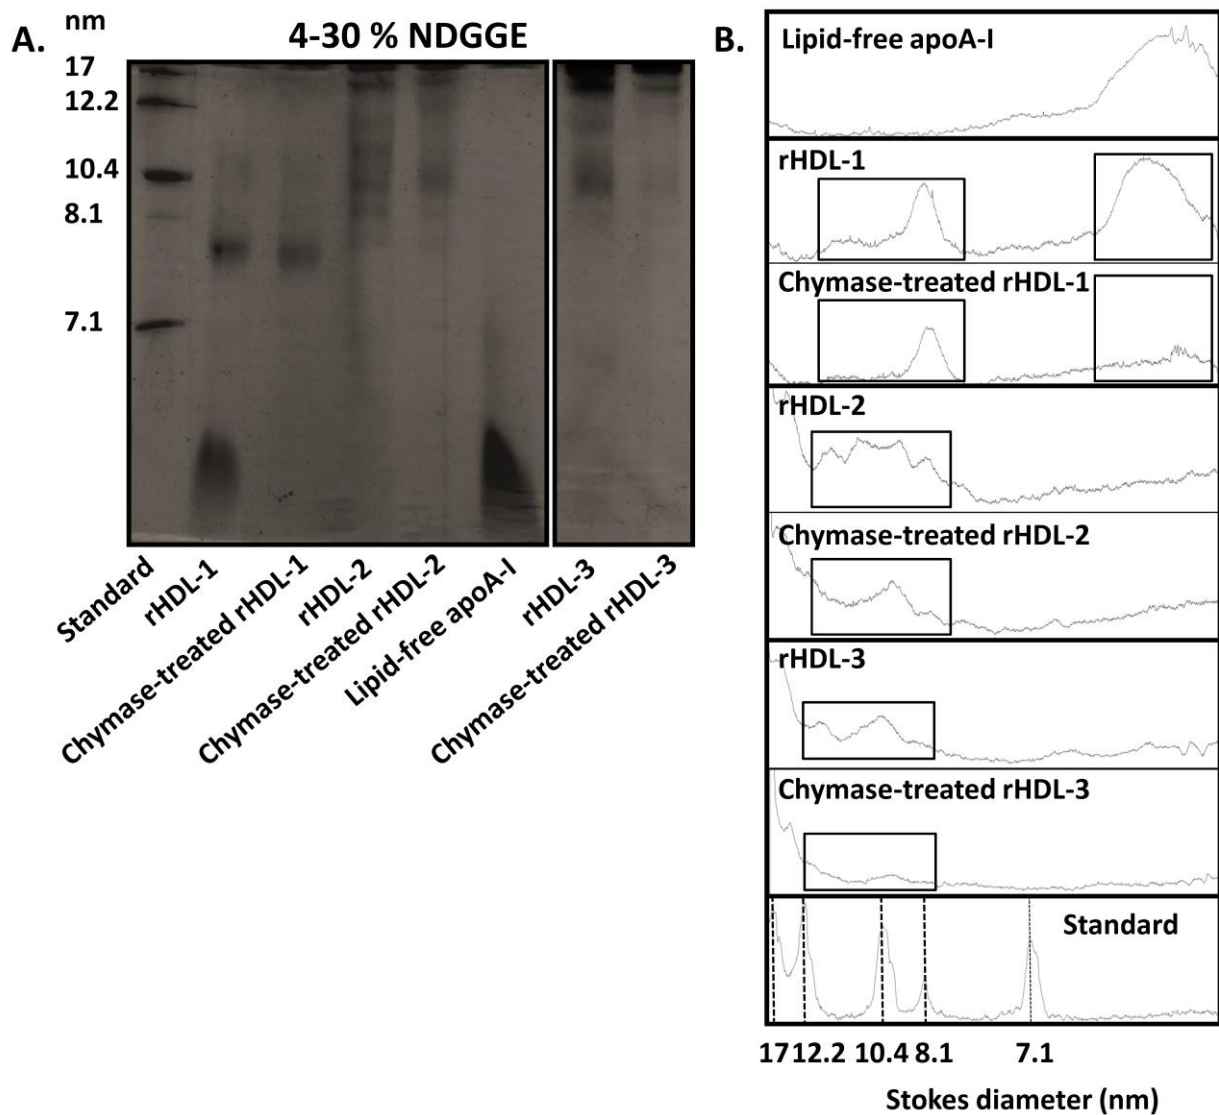 A.
nm
4-30 % NDGGE
17
12.2
10.4
8.1
7.1
Standard
rHDL-1
Chymase-treated rHDL-1
rHDL-2
Chymase-treated rHDL-2
Lipid-free apoA-I
rHDL-3
Chymase-treated rHDL-3
B.
Lipid-free apoA-I
rHDL-1
Chymase-treated rHDL-1
rHDL-2
Chymase-treated rHDL-2
rHDL-3
Chymase-treated rHDL-3
Standard
17 12.2 10.4 8.1 7.1
Stokes diameter (nm)